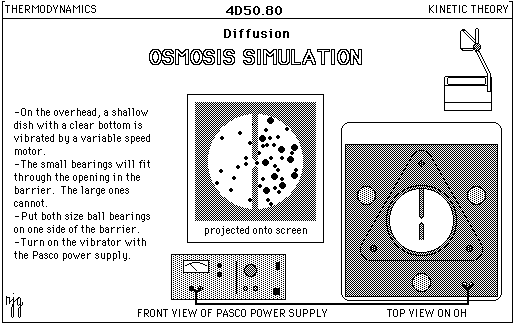 THERMODYNAMICS
4D50.80
KINETIC THEORY
Diffusion
OSMOSIS SIMULATION
-On the overhead, a shallow
dish with a clear bottom is
vibrated by a variable speed
motor.
-The small bearings will fit
through the opening in the
barrier. The large ones
cannot.
-Put both size ball bearings
on one side of the barrier.
-Turn on the vibrator with
the Pasco power supply.
projected onto screen
njg
FRONT VIEW OF PASCO POWER SUPPLY
TOP VIEW ON OH